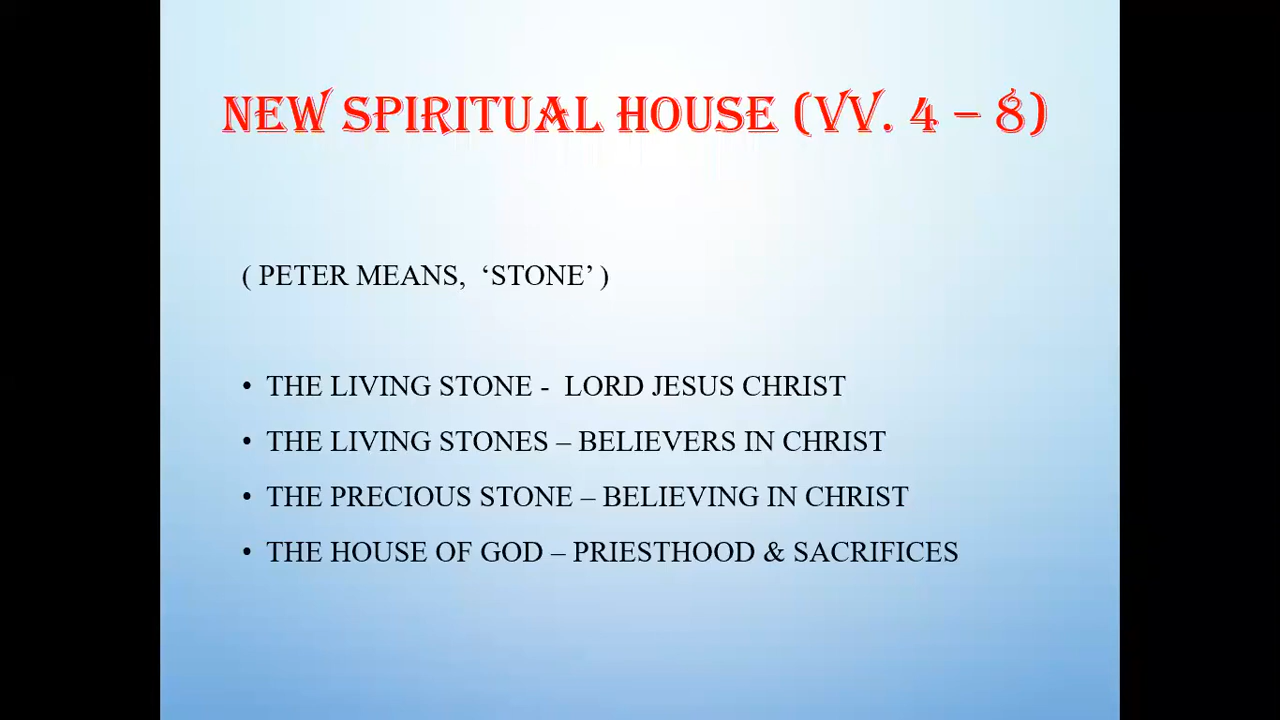 NEW SPIRITUAL HOUSE (VV. 4 – 8)
( PETER MEANS, ‘STONE’ )
• THE LIVING STONE - LORD JESUS CHRIST
• THE LIVING STONES – BELIEVERS IN CHRIST
• THE PRECIOUS STONE – BELIEVING IN CHRIST
• THE HOUSE OF GOD – PRIESTHOOD & SACRIFICES